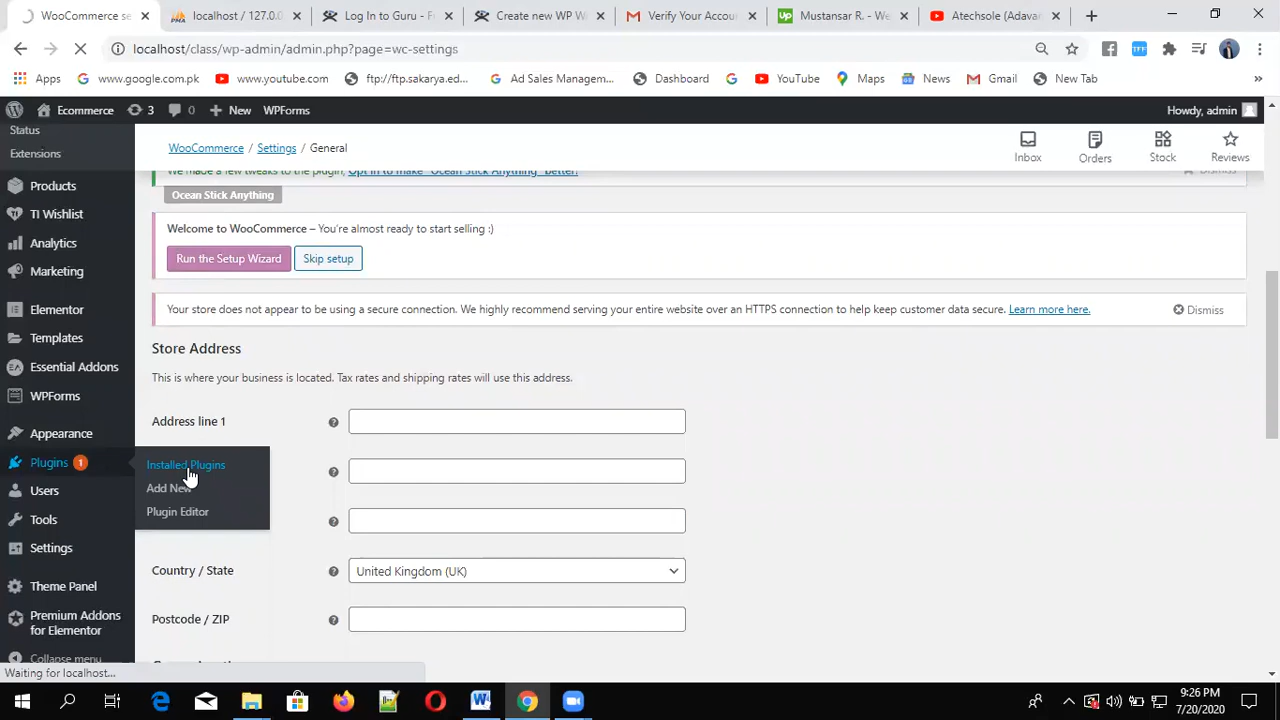 WooCommerce se
localhost / 127.0.0
Log In to Guru - F
Create new WP W
Verify Your Accou
Up Mustansar R. - We
Atechsole (Adavan
localhost/class/wp-admin/admin.php?page=wc-settings
Apps
www.google.com.pk
www.youtube.com
ftp://ftp.sakarya.ed...
Ad Sales Managem...
Dashboard
YouTube
Maps
News
Gmail
New Tab
Ecommerce
3
0
New
WPForms
Howdy, admin
Status
Extensions
Products
TI Wishlist
Analytics
Marketing
Elementor
Templates
Essential Addons
WPForms
Appearance
Plugins 1
Users
Tools
Settings
Theme Panel
Premium Addons
for Elementor
Collapse menu
Installed Plugins
Add New
Plugin Editor
WooCommerce / Settings / General
Inbox
Orders
Stock
Reviews
We made a few tweaks to the plugin, Opt in to make "Ocean Stick Anything" better!
Dismiss
Ocean Stick Anything
Welcome to WooCommerce – You're almost ready to start selling :)
Run the Setup Wizard
Skip setup
Your store does not appear to be using a secure connection. We highly recommend serving your entire website over an HTTPS connection to help keep customer data secure. Learn more here.
Dismiss
Store Address
This is where your business is located. Tax rates and shipping rates will use this address.
Address line 1
Country / State
United Kingdom (UK)
Postcode / ZIP
Waiting for localhost...
9:26 PM
7/20/2020